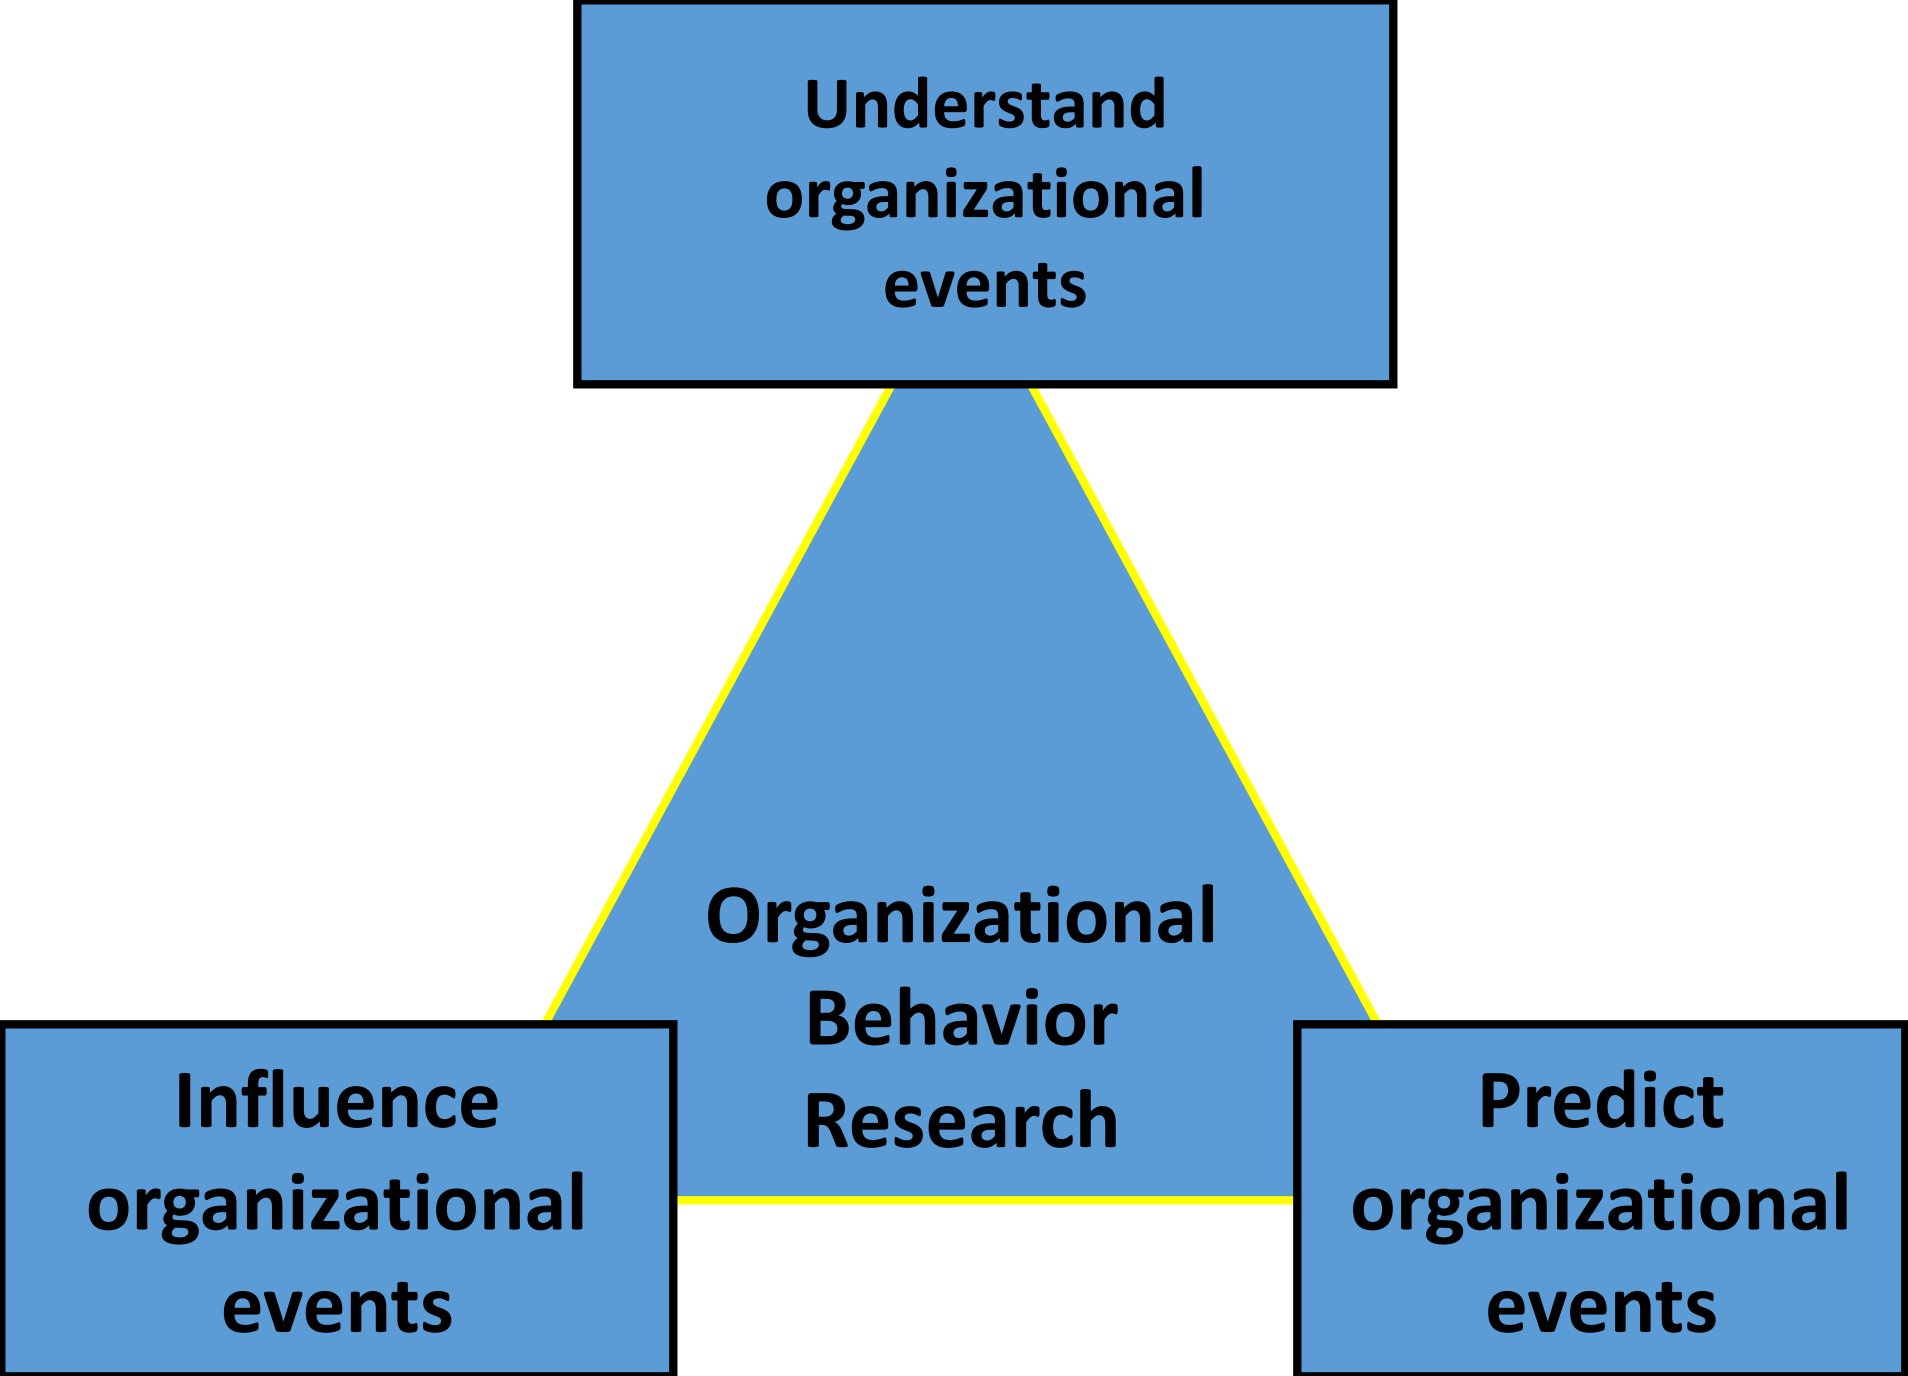 Understand
organizational
events
Organizational
Behavior
Research
Influence
organizational
events
Predict
organizational
events